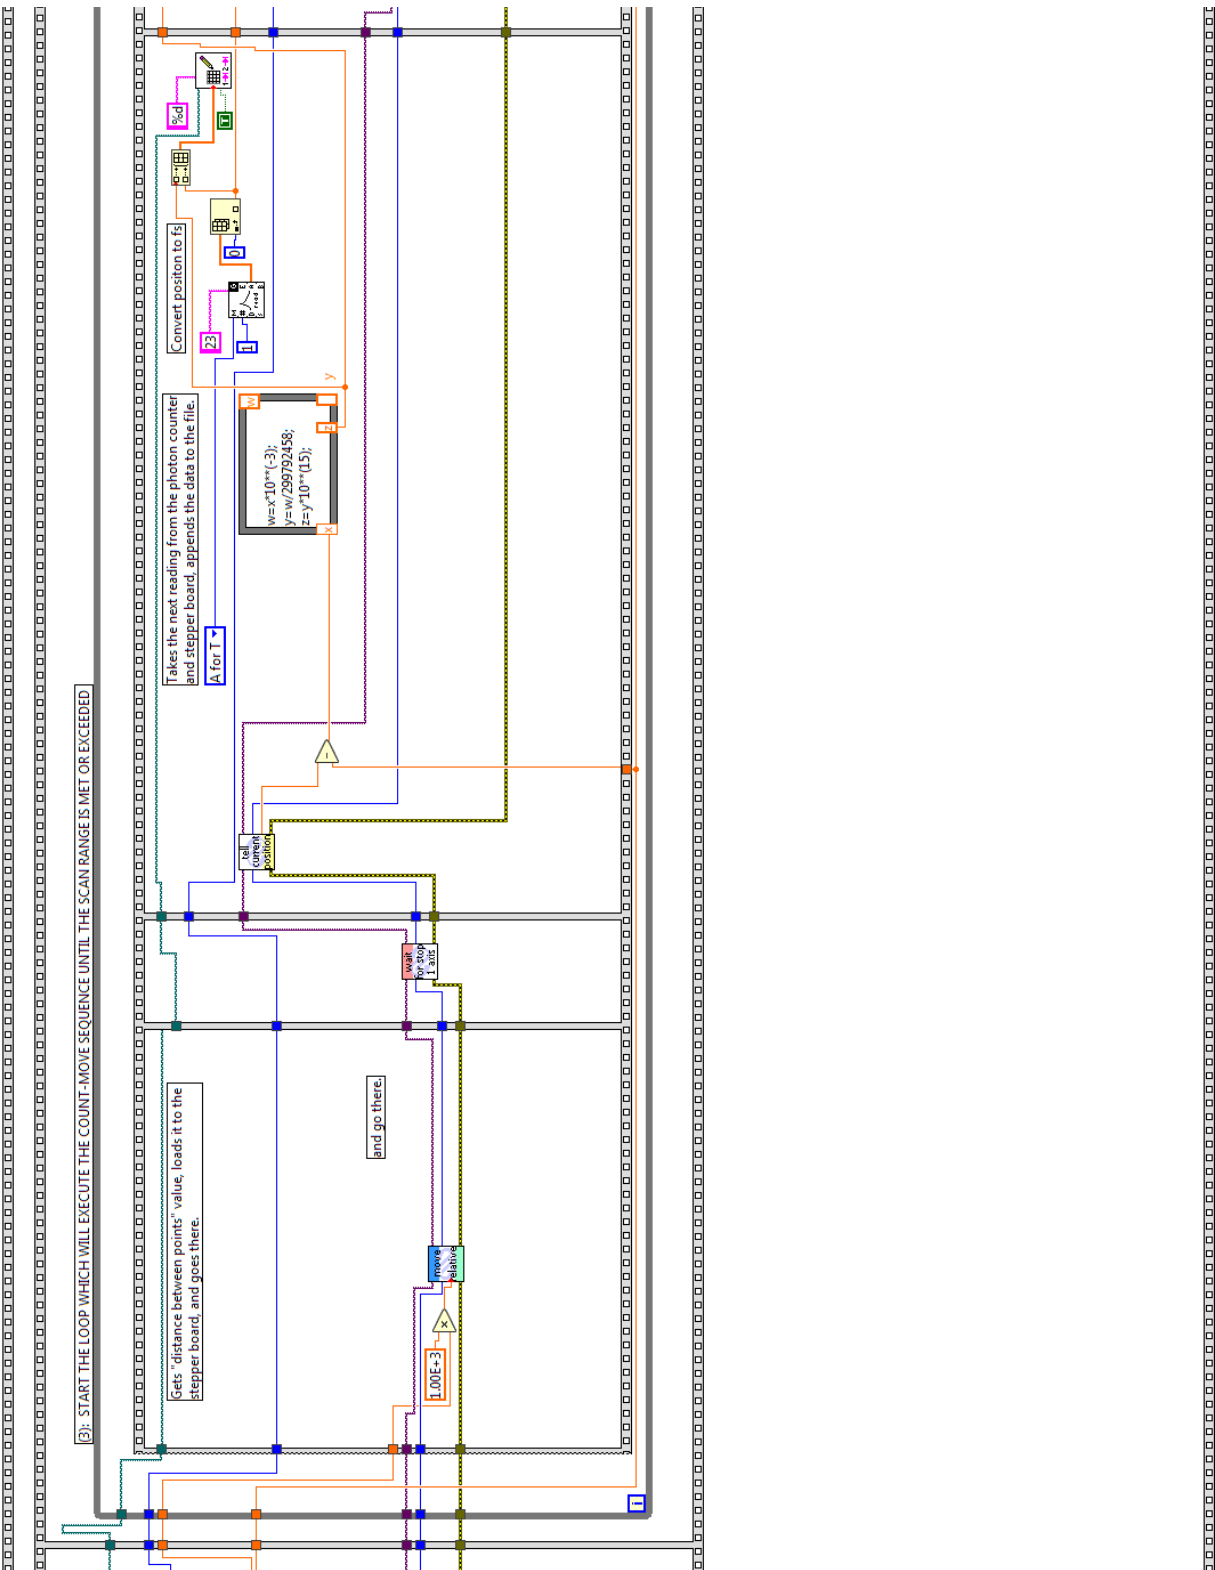 (3):  START THE LOOP WHICH WILL EXECUTE THE COUNT-MOVE SEQUENCE UNTIL THE SCAN RANGE IS MET OR EXCEEDED
Gets "distance between points" value, loads it to the
stepper board, and goes there.
1.00E+3
x
move
relative
and go there.
wait
for stop
1 axis
tell
current
position
-
Takes the next reading from the photon counter
and stepper board, appends the data to the file.
A for T
x
w=x*10**(-3);
y=w/299792458;
z=y*10**(15);
w
z
y
Convert positon to fs
23
1
read
0
%d
T
i